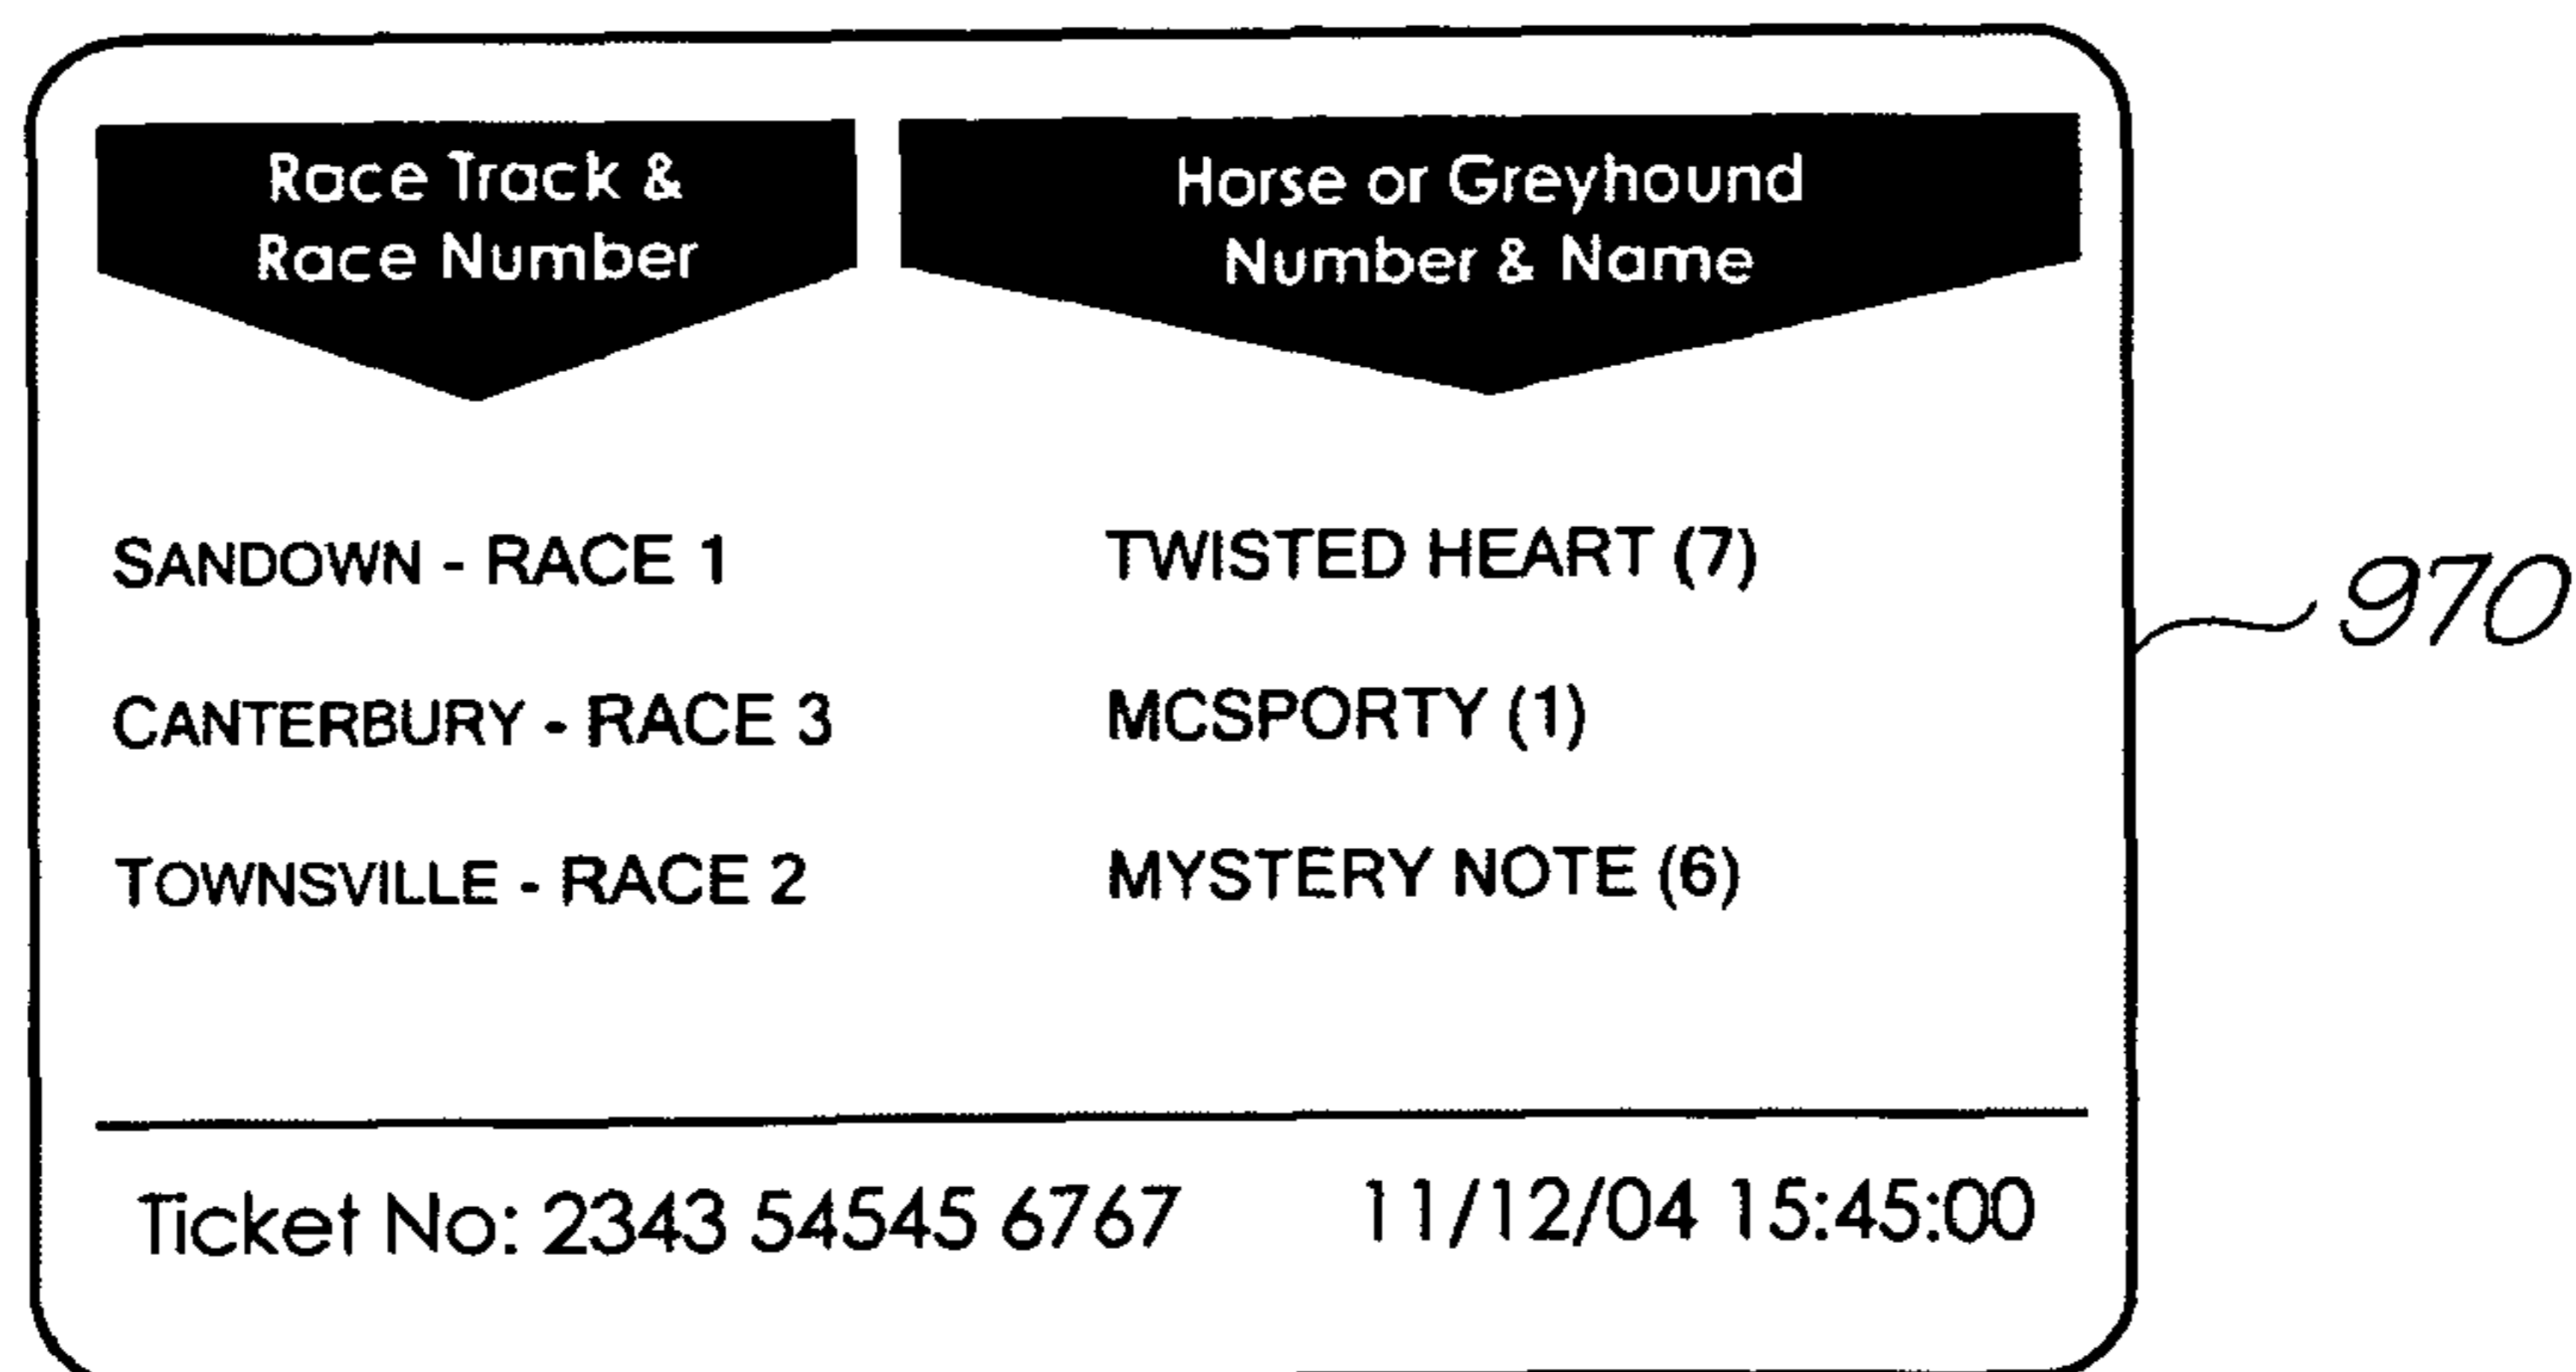 Race Track &
Race Number
Horse or Greyhound
Number & Name
SANDOWN - RACE 1 TWISTED HEART (7)
CANTERBURY - RACE 3 MCSPORTY (1)
TOWNSVILLE - RACE 2 MYSTERY NOTE (6)
970
Ticket No: 2343 54545 6767 11/12/04 15:45:00